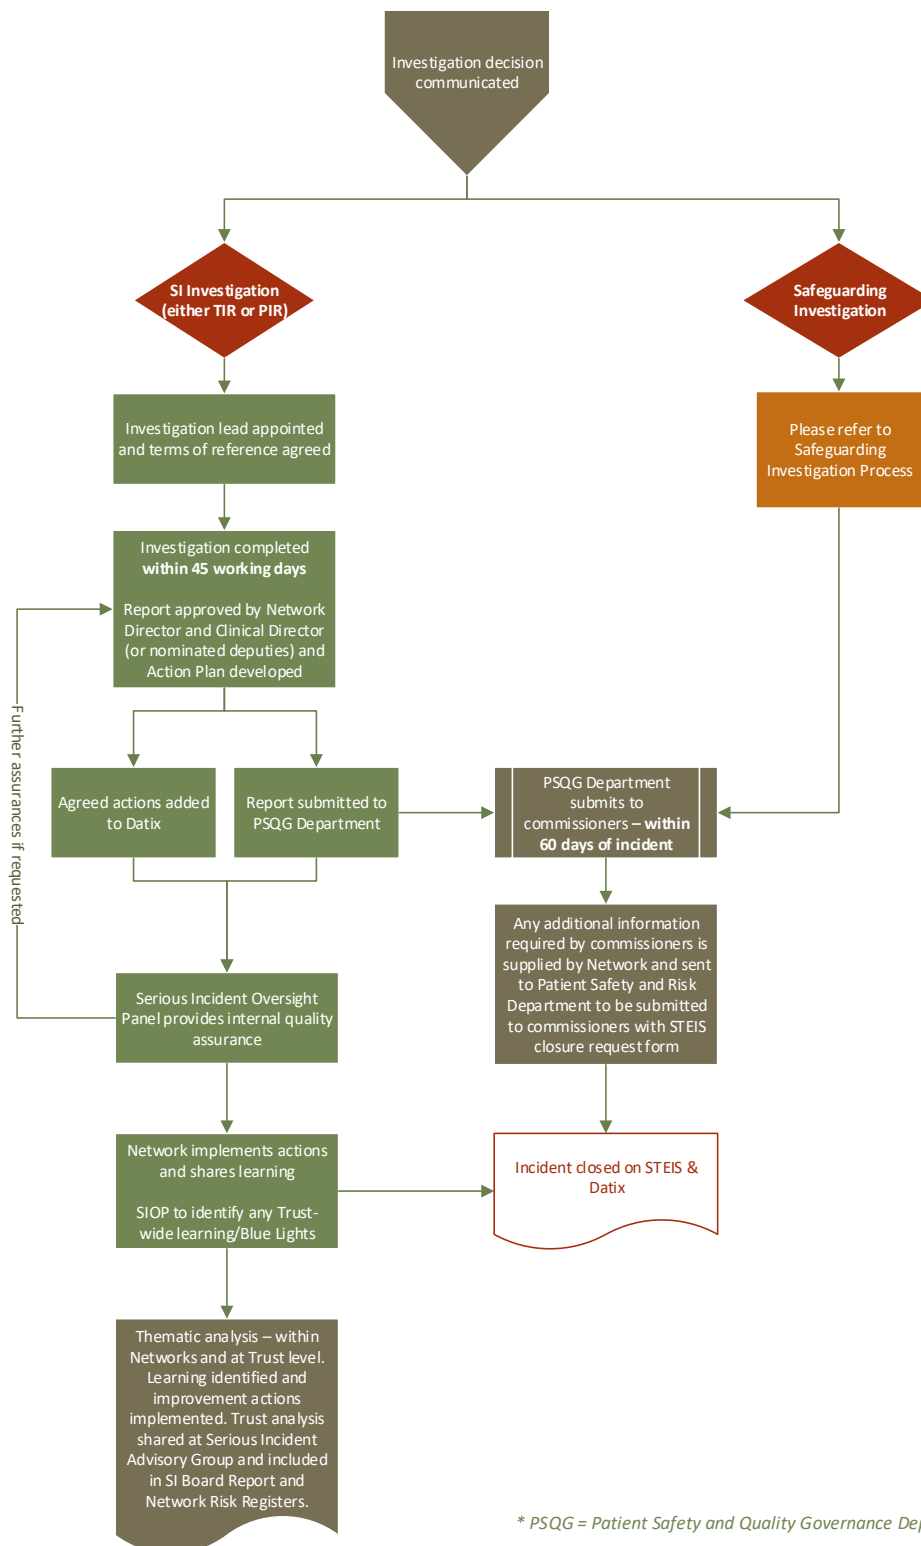 Investigation decision
communicated
SI Investigation
(either TIR or PIR)
Safeguarding
Investigation
Investigation lead appointed
and terms of reference agreed
Please refer to
Safeguarding
Investigation Process
Investigation completed
within 45 working days
Report approved by Network
Director and Clinical Director
(or nominated deputies) and
Action Plan developed
Further assurances if requested
Agreed actions added
to Datix
Report submitted to
PSQG Department
PSQG Department
submits to
commissioners – within
60 days of incident
Any additional information
required by commissioners is
supplied by Network and sent
to Patient Safety and Risk
Department to be submitted
to commissioners with STEIS
closure request form
Serious Incident Oversight
Panel provides internal quality
assurance
Network implements actions
and shares learning
SIOP to identify any Trust-
wide learning/Blue Lights
Incident closed on STEIS &
Datix
Thematic analysis – within
Networks and at Trust level.
Learning identified and
improvement actions
implemented. Trust analysis
shared at Serious Incident
Advisory Group and included
in SI Board Report and
Network Risk Registers.
* PSQG = Patient Safety and Quality Governance Dep